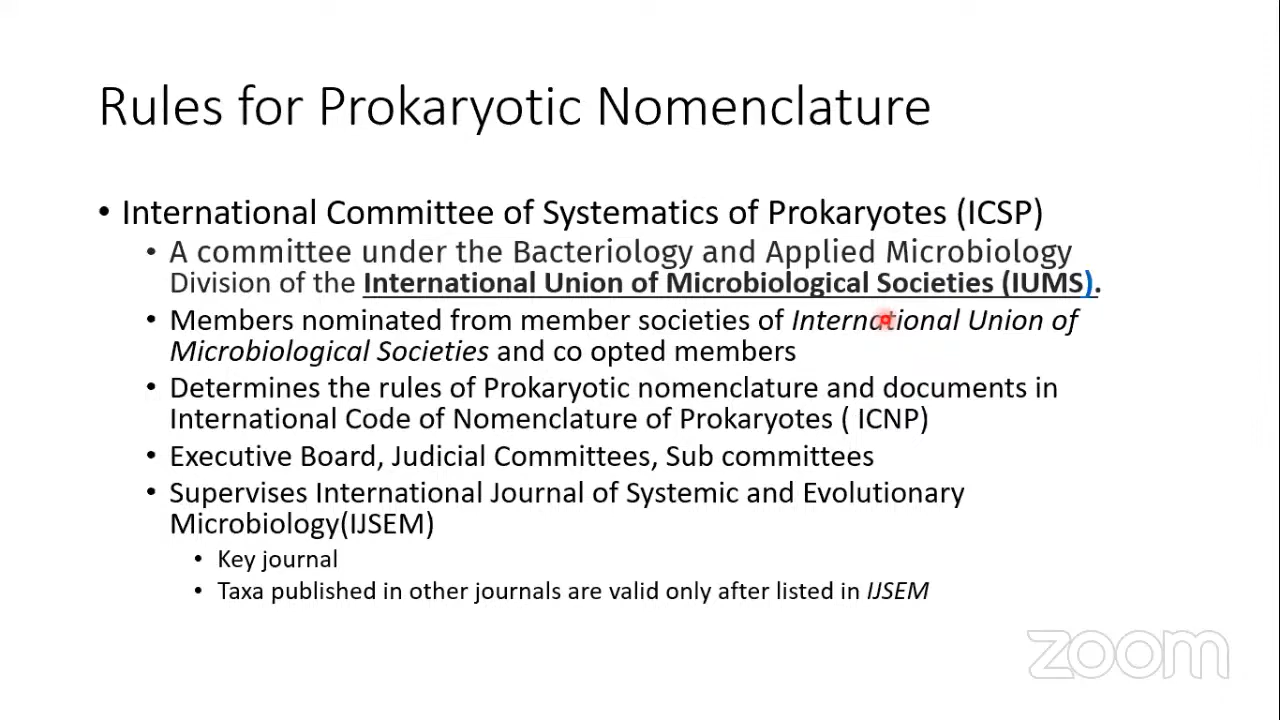 Rules for Prokaryotic Nomenclature
• International Committee of Systematics of Prokaryotes (ICSP)
• A committee under the Bacteriology and Applied Microbiology
Division of the International Union of Microbiological Societies (IUMS).
• Members nominated from member societies of International Union of
Microbiological Societies and co opted members
• Determines the rules of Prokaryotic nomenclature and documents in
International Code of Nomenclature of Prokaryotes ( ICNP)
• Executive Board, Judicial Committees, Sub committees
• Supervises International Journal of Systemic and Evolutionary
Microbiology(IJSEM)
• Key journal
• Taxa published in other journals are valid only after listed in IJSEM
zoom